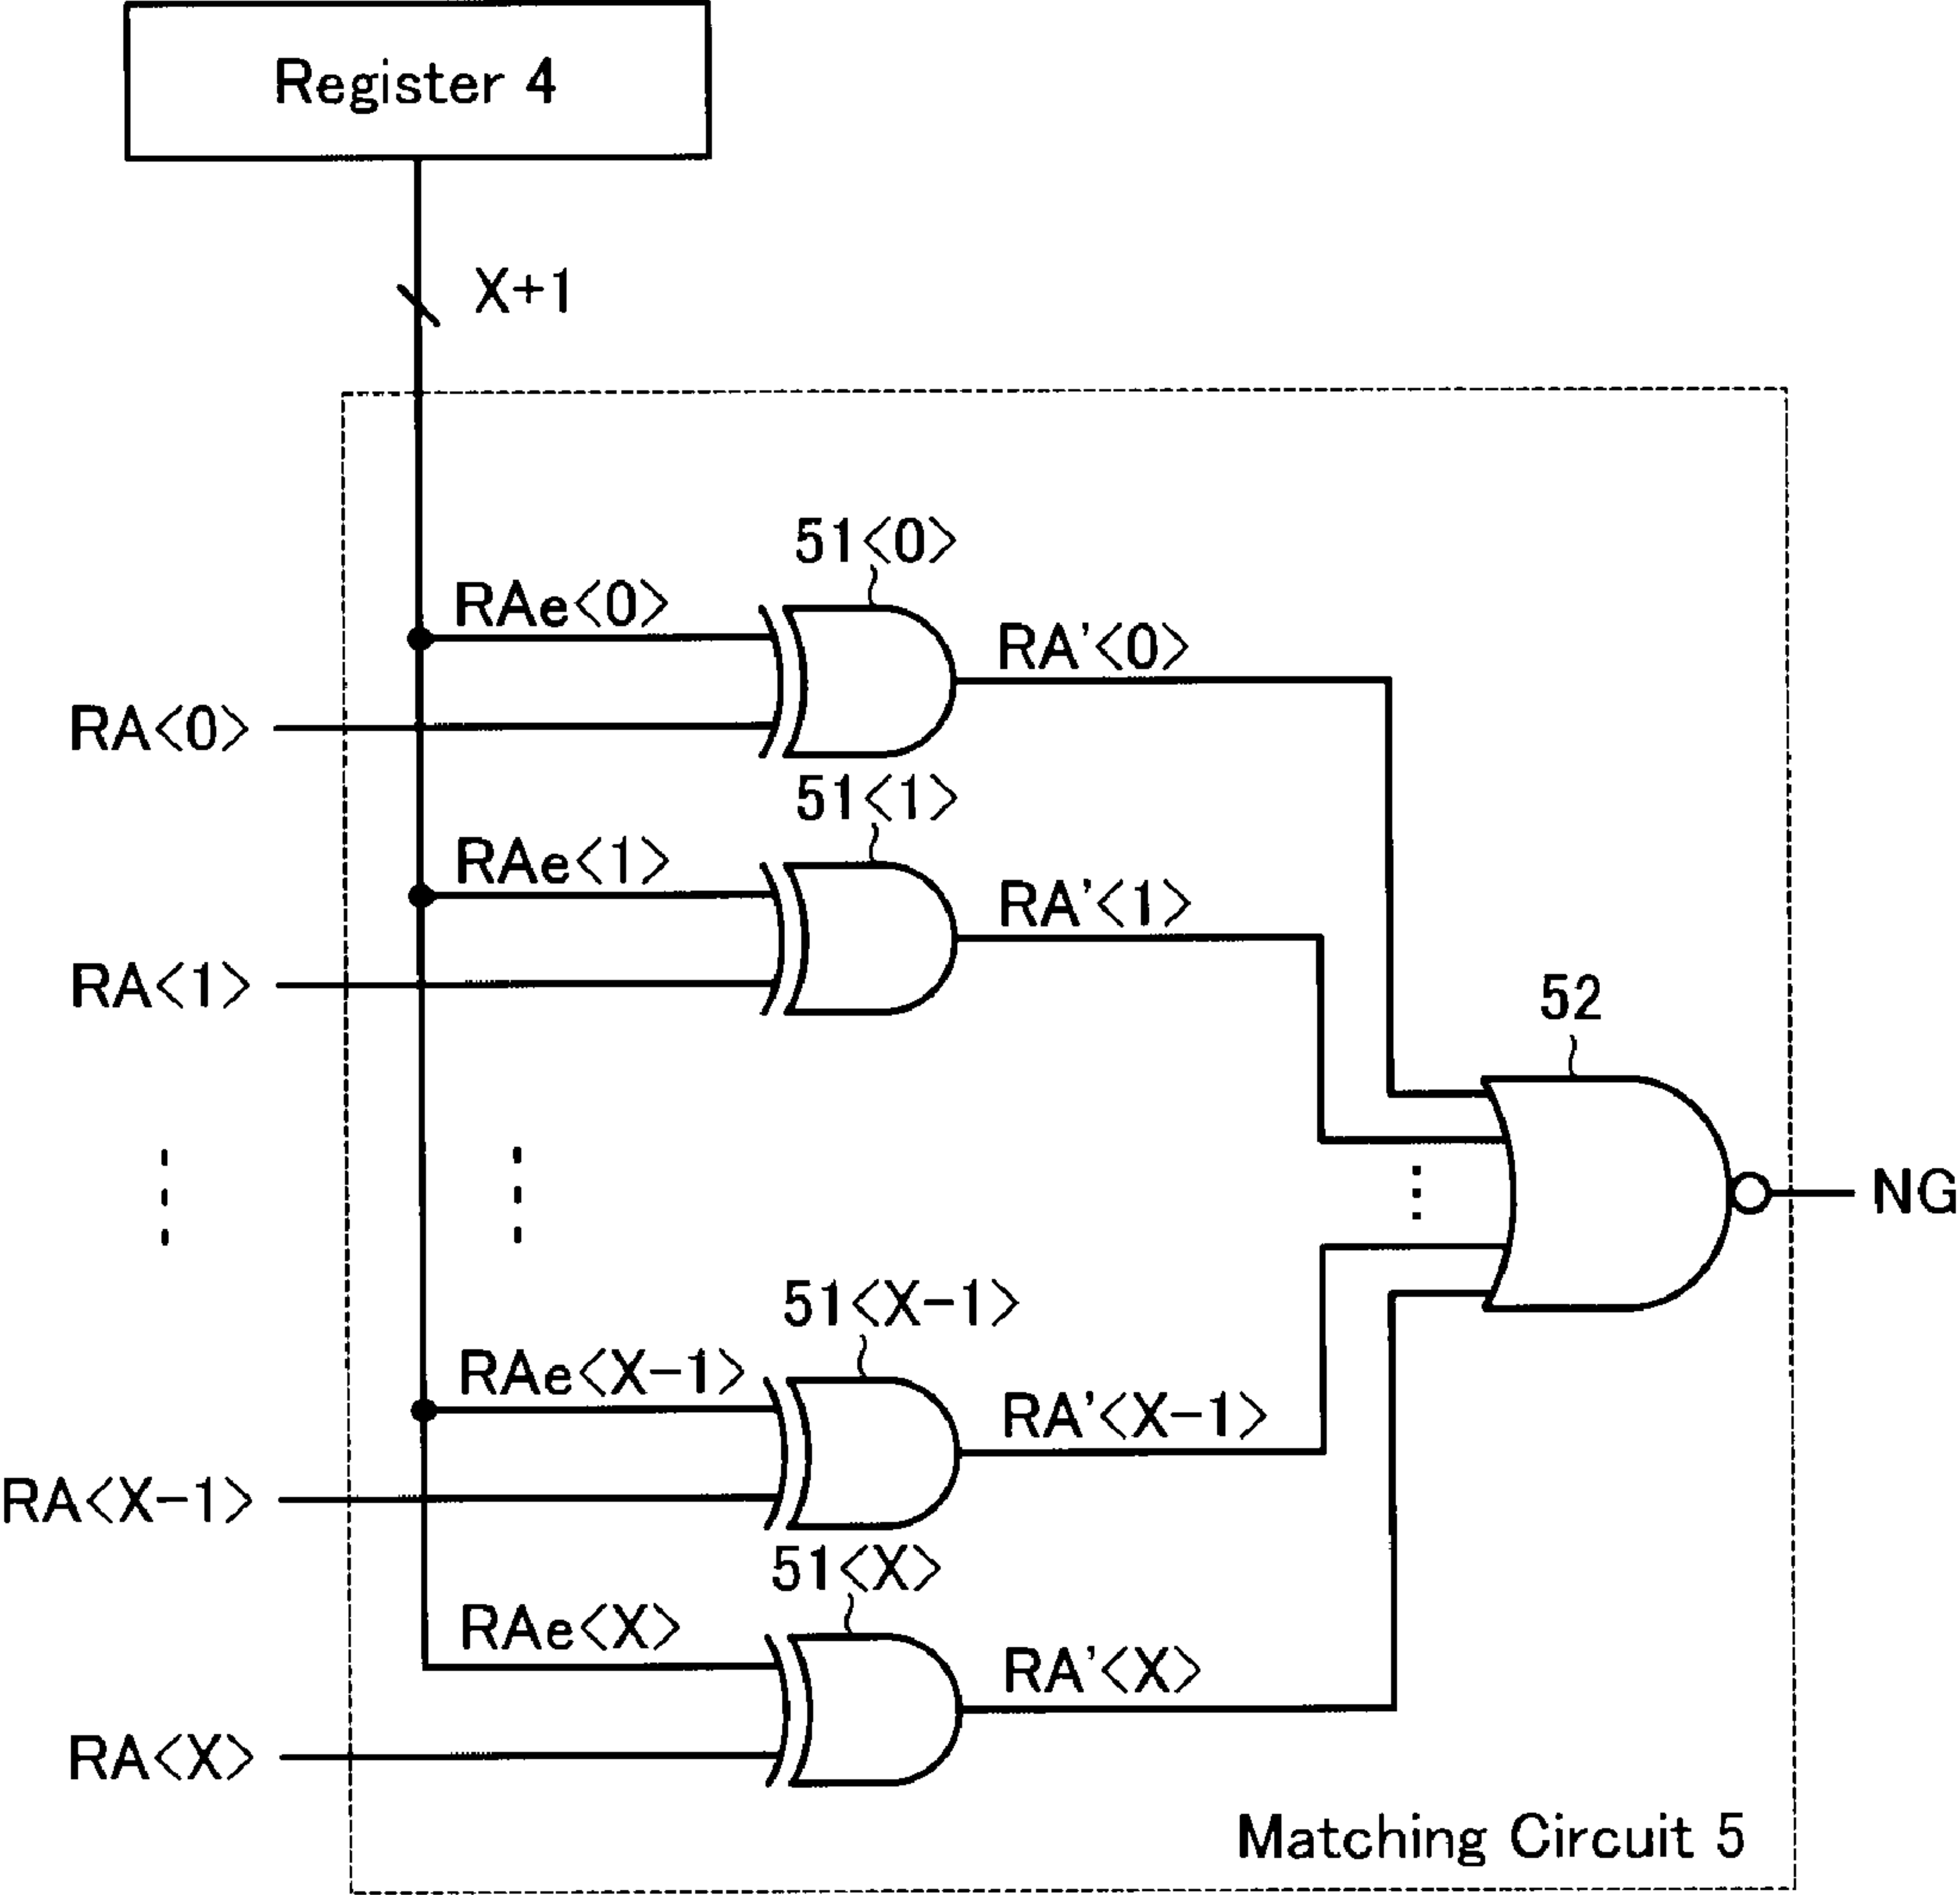 Register 4
X+1
51<0>
RAe<0>
RA'<0>
RA<0>
51<1>
RAe<1>
RA'<1>
RA<1>
52
NG
51<X-1>
RAe<X-1>
RA'<X-1>
RA<X-1>
51<X>
RAe<X>
RA'<X>
RA<X>
Matching Circuit 5